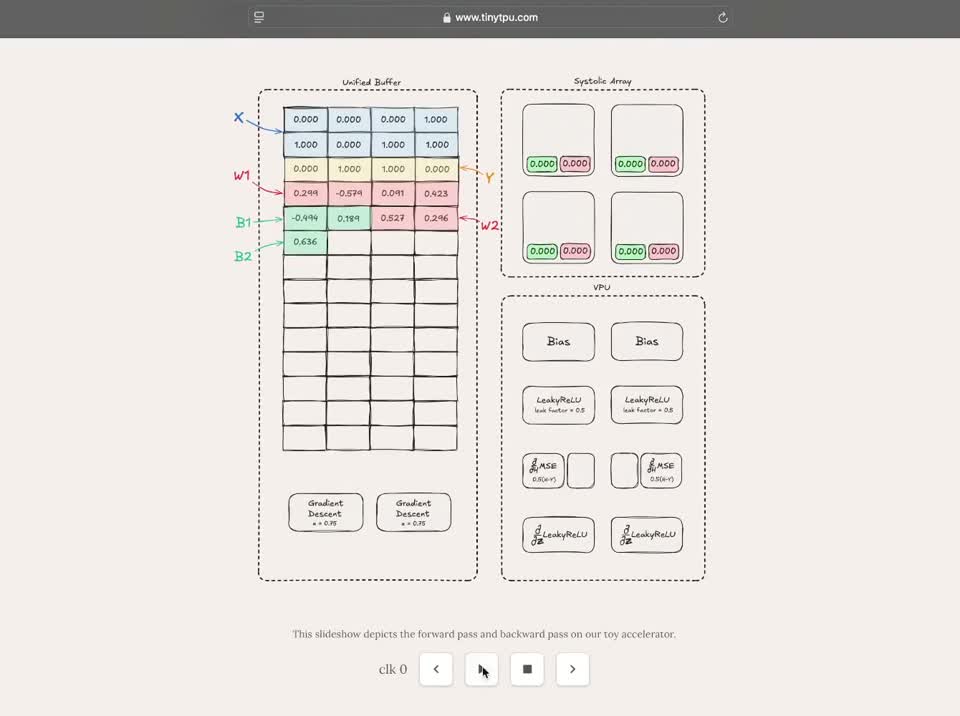 www.tinytpu.com
Unified Buffer
Systolic Array
X
0.000 0.000 0.000 1.000
1.000 0.000 1.000 1.000
0.000 1.000 1.000 0.000
Y
W1
0.299 -0.579 0.091 0.423
B1
-0.494 0.189 0.527 0.296
W2
B2
0.636
0.000 0.000 0.000 0.000
0.000 0.000 0.000 0.000
VPU
Bias Bias
LeakyReLU LeakyReLU
leak factor = 0.5 leak factor = 0.5
∂/∂H MSE ∂/∂H MSE
0.5(H-Y) 0.5(H-Y)
∂/∂Z LeakyReLU ∂/∂Z LeakyReLU
Gradient Gradient
Descent Descent
α = 0.75 α = 0.75
This slideshow depicts the forward pass and backward pass on our toy accelerator.
clk 0